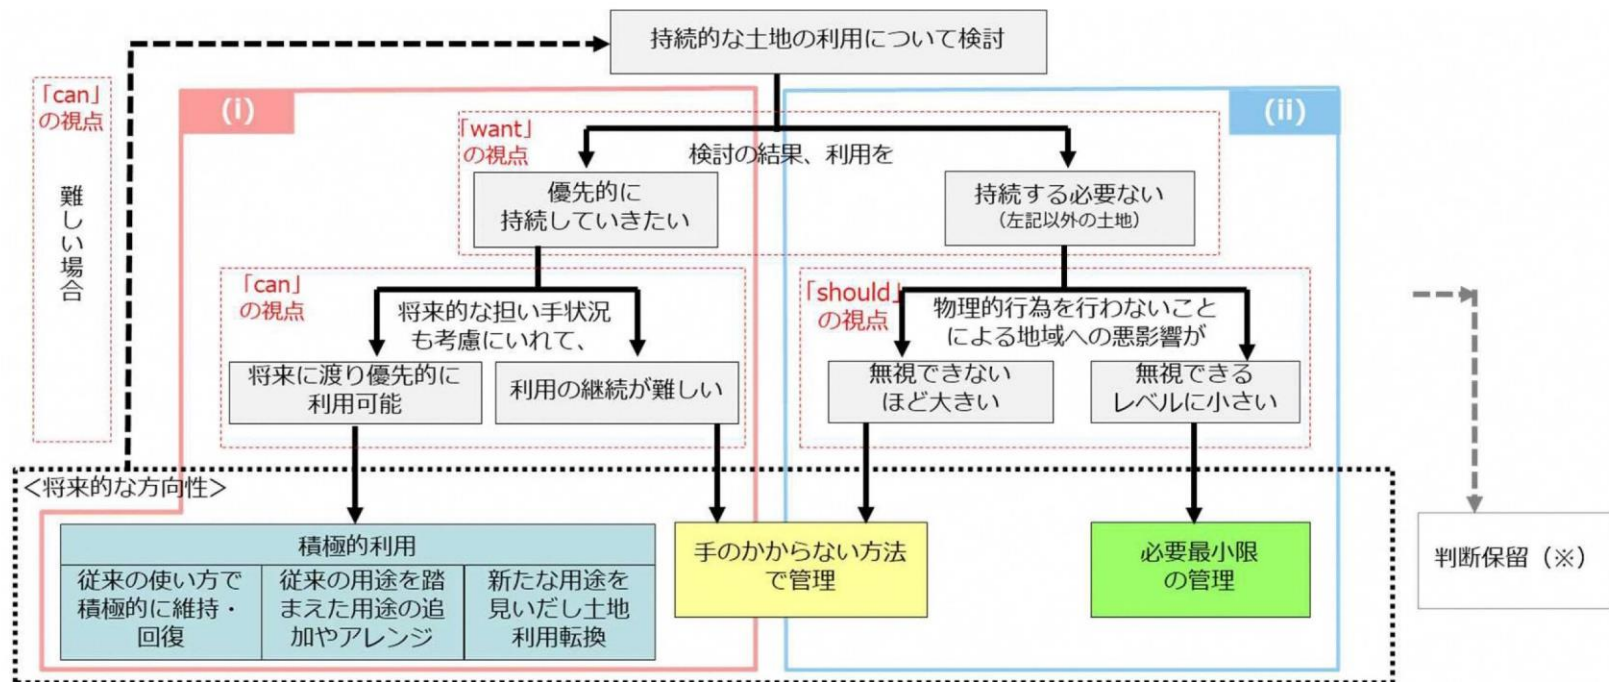 持続的な土地の利用について検討
「can」
の視点
難しい場合
(i)
(ii)
「want」
の視点
検討の結果、利用を
優先的に
持続していきたい
持続する必要ない
(左記以外の土地)
「can」
の視点
将来的な担い手状況
も考慮にいれて、
「should」
の視点
物理的行為を行わないこと
による地域への悪影響が
将来に渡り優先的に
利用可能
利用の継続が難しい
無視できない
ほど大きい
無視できる
レベルに小さい
<将来的な方向性>
積極的利用
従来の使い方で
積極的に維持・
回復
従来の用途を踏
まえた用途の追
加やアレンジ
新たな用途を
見いだし土地
利用転換
手のかからない方法
で管理
必要最小限
の管理
判断保留（※）